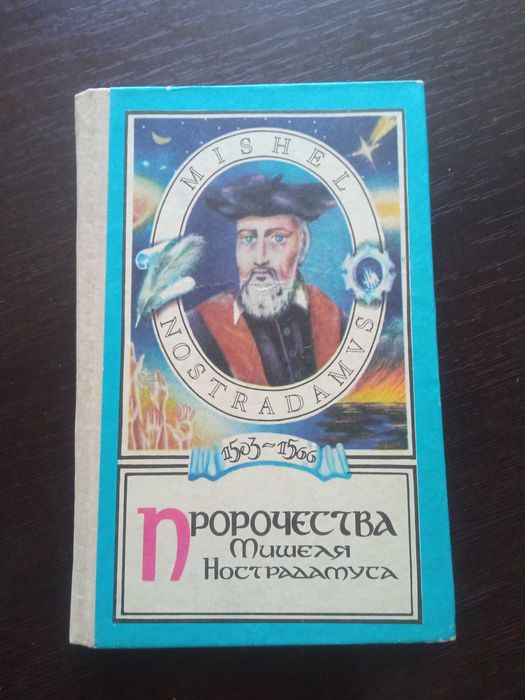 MISHEL
NOSTRADAMVS
1503~1566
ПРОРОЧЕСТВА
Мишеля
Нострадамуса